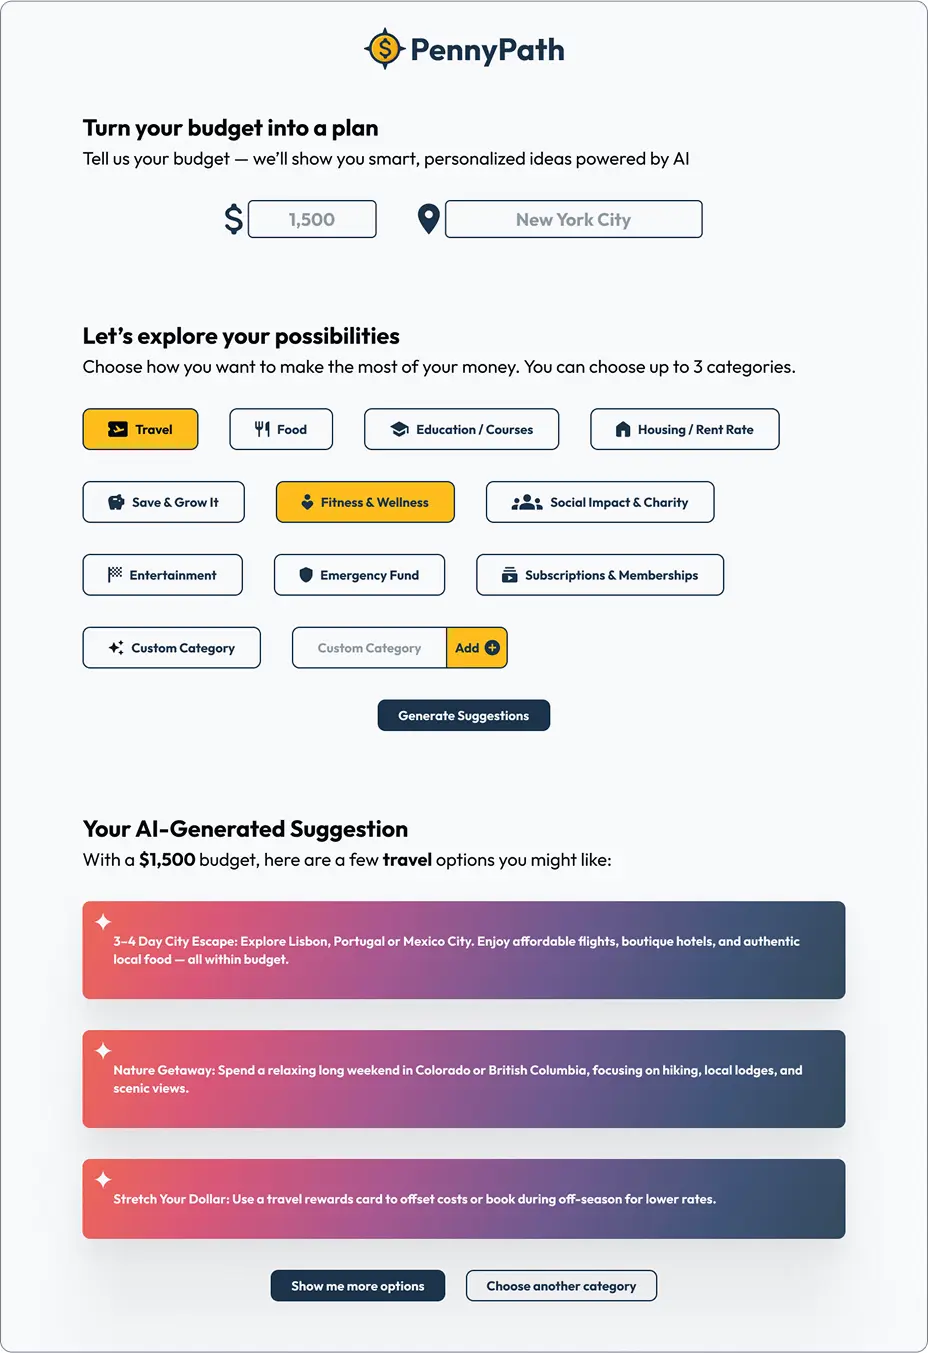 PennyPath
Turn your budget into a plan
Tell us your budget — we’ll show you smart, personalized ideas powered by AI
$ 1,500 New York City
Let’s explore your possibilities
Choose how you want to make the most of your money. You can choose up to 3 categories.
Travel Food Education / Courses Housing / Rent Rate
Save & Grow It Fitness & Wellness Social Impact & Charity
Entertainment Emergency Fund Subscriptions & Memberships
Custom Category Custom Category Add
Generate Suggestions
Your AI-Generated Suggestion
With a $1,500 budget, here are a few travel options you might like:
3–4 Day City Escape: Explore Lisbon, Portugal or Mexico City. Enjoy affordable flights, boutique hotels, and authentic
local food — all within budget.
Nature Getaway: Spend a relaxing long weekend in Colorado or British Columbia, focusing on hiking, local lodges, and
scenic views.
Stretch Your Dollar: Use a travel rewards card to offset costs or book during off-season for lower rates.
Show me more options Choose another category